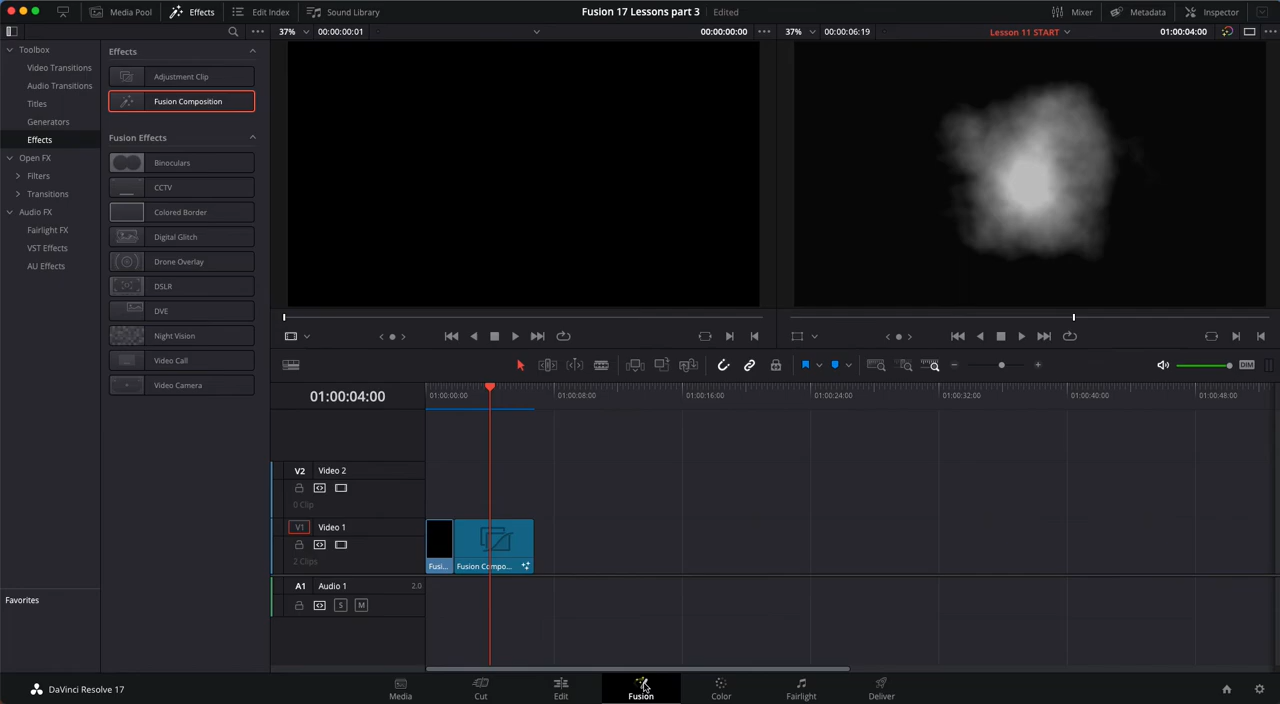 Media Pool
Effects
Edit Index
Sound Library
Fusion 17 Lessons part 3
Edited
Mixer
Metadata
Inspector
37%
00:00:00:01
00:00:00:00
37%
00:00:06:19
Lesson 11 START
01:00:04:00
Toolbox
Video Transitions
Audio Transitions
Titles
Generators
Effects
Open FX
Filters
Transitions
Audio FX
Fairlight FX
VST Effects
AU Effects
Favorites
Effects
Adjustment Clip
Fusion Composition
Fusion Effects
Binoculars
CCTV
Colored Border
Digital Glitch
Drone Overlay
DSLR
DVE
Night Vision
Video Call
Video Camera
DIM
01:00:04:00
01:00:00:00
01:00:08:00
01:00:16:00
01:00:24:00
01:00:32:00
01:00:40:00
01:00:48:00
V2 Video 2
0 Clip
V1 Video 1
2 Clips
Fusi...
Fusion Compo...
A1 Audio 1 2.0
S M
DaVinci Resolve 17
Media
Cut
Edit
Fusion
Color
Fairlight
Deliver